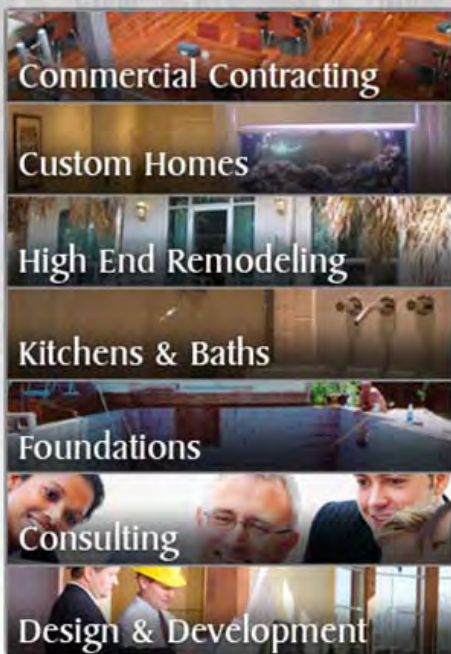 Commercial Contracting
Custom Homes
High End Remodeling
Kitchens & Baths
Foundations
Consulting
Design & Development